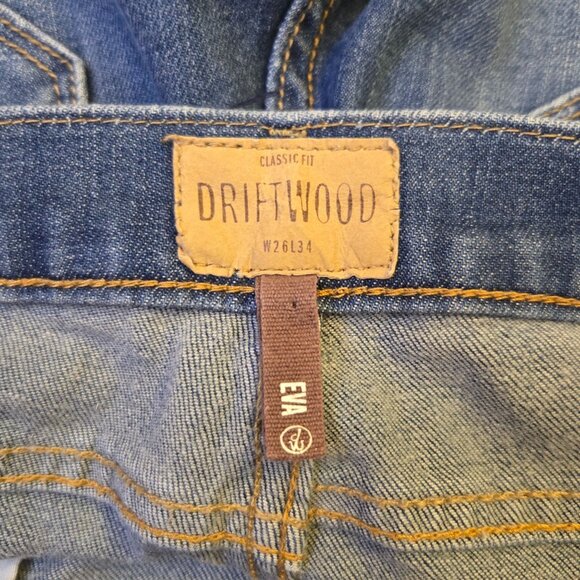 CLASSIC FIT
DRIFTWOOD
W26L34
EVA